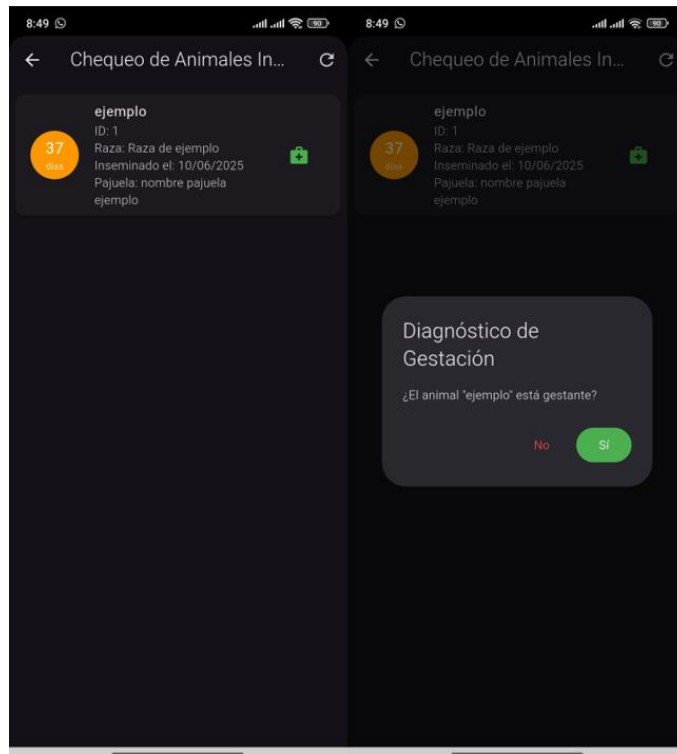 8:49
90
Chequeo de Animales In...
37
días
ejemplo
ID: 1
Raza: Raza de ejemplo
Inseminado el: 10/06/2025
Pajuela: nombre pajuela
ejemplo
8:49
90
Chequeo de Animales In...
37
días
ejemplo
ID: 1
Raza: Raza de ejemplo
Inseminado el: 10/06/2025
Pajuela: nombre pajuela
ejemplo
Diagnóstico de
Gestación
¿El animal "ejemplo" está gestante?
No
Sí